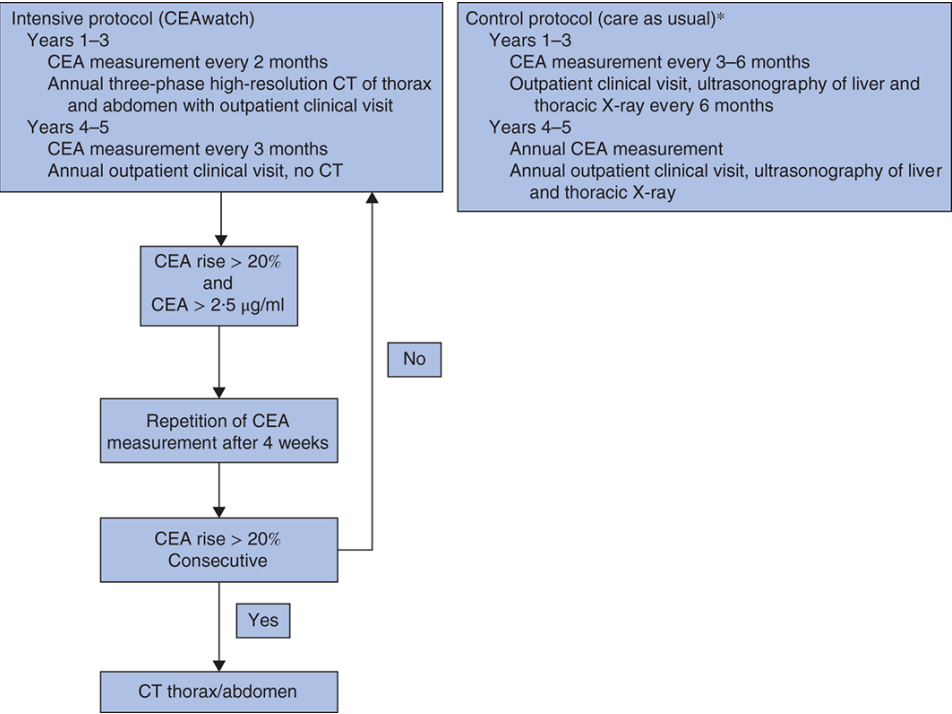 Intensive protocol (CEAwatch)
Years 1–3
CEA measurement every 2 months
Annual three-phase high-resolution CT of thorax
and abdomen with outpatient clinical visit
Years 4–5
CEA measurement every 3 months
Annual outpatient clinical visit, no CT
Control protocol (care as usual)*
Years 1–3
CEA measurement every 3–6 months
Outpatient clinical visit, ultrasonography of liver and
thoracic X-ray every 6 months
Years 4–5
Annual CEA measurement
Annual outpatient clinical visit, ultrasonography of liver
and thoracic X-ray
CEA rise > 20%
and
CEA > 2·5 μg/ml
No
Repetition of CEA
measurement after 4 weeks
CEA rise > 20%
Consecutive
Yes
CT thorax/abdomen